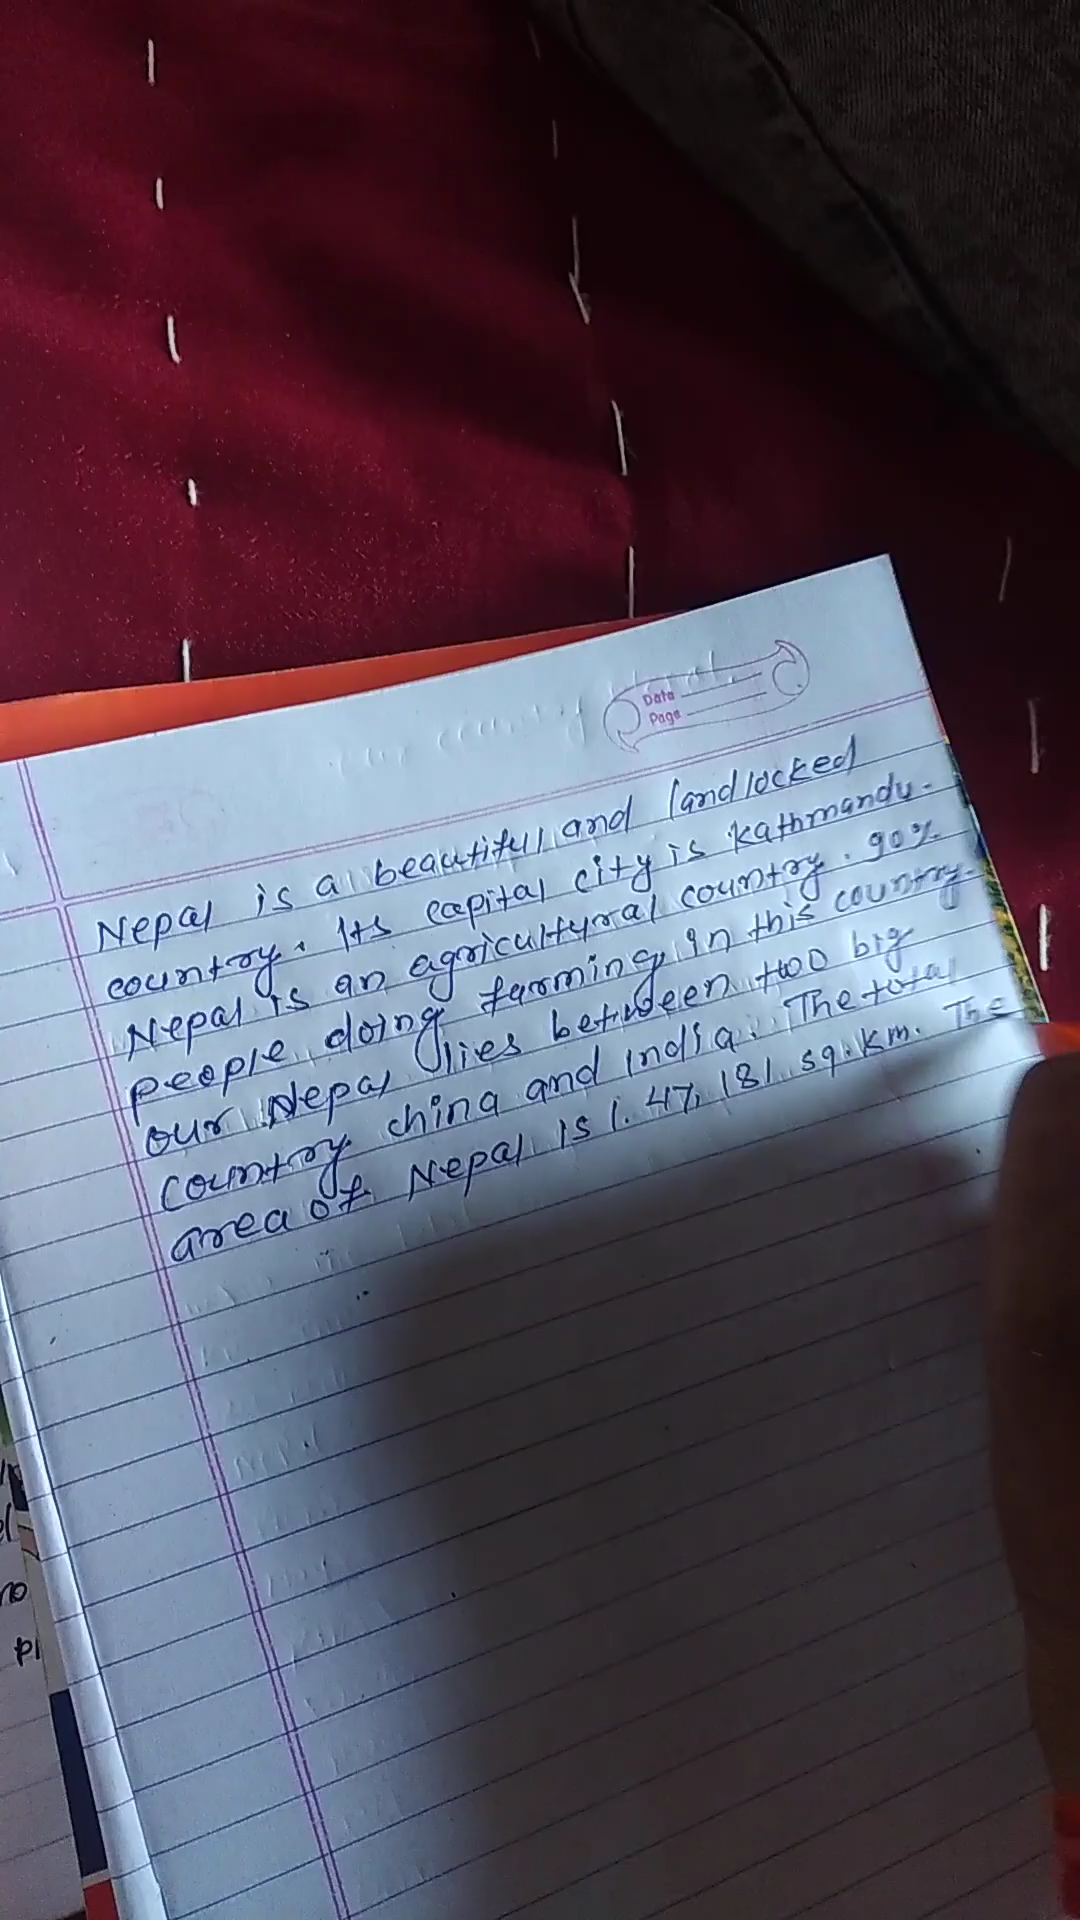 Data
Page
Nepal is a beautiful and landlocked
country. Its capital city is Kathmandu.
Nepal is an agricultural country. 90%
people doing farming in this country.
our Nepal lies between two big
country china and India. The total
area of Nepal is 1.47,181 sq.km. The